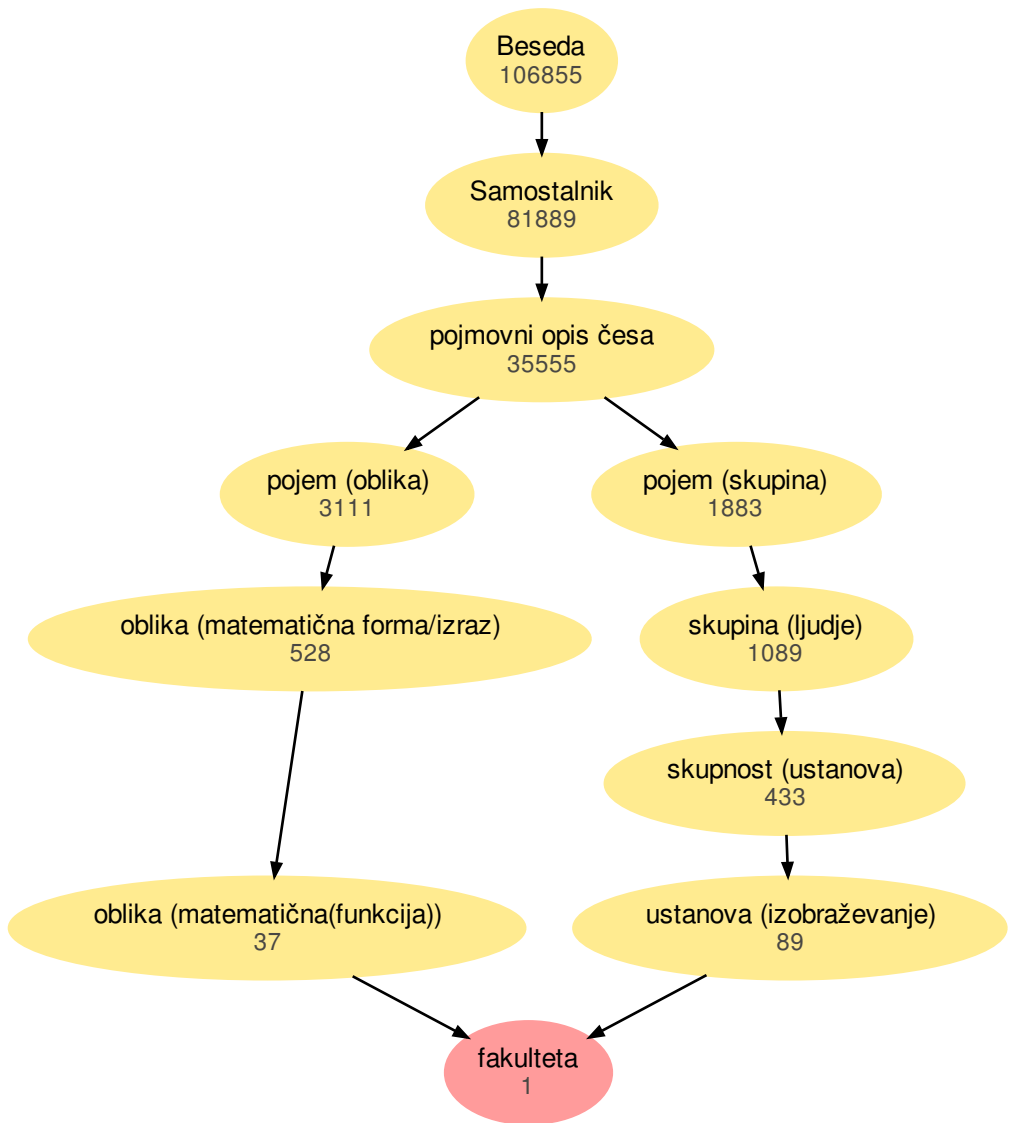 Beseda
106855
Samostalnik
81889
pojmovni opis česa
35555
pojem (oblika)
3111
pojem (skupina)
1883
oblika (matematična forma/izraz)
528
skupina (ljudje)
1089
skupnost (ustanova)
433
oblika (matematična(funkcija))
37
ustanova (izobraževanje)
89
fakulteta
1